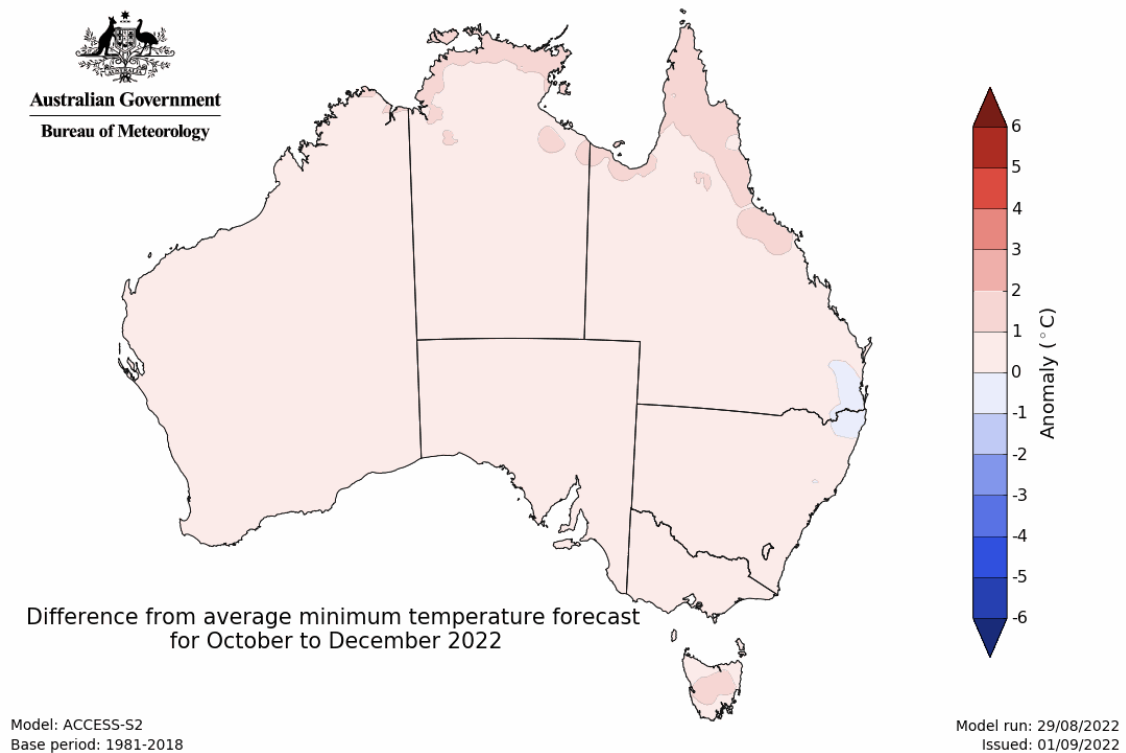 Australian Government
Bureau of Meteorology
6
5
4
3
2
1
0
-1
-2
-3
-4
-5
-6
Anomaly (°C)
Difference from average minimum temperature forecast
for October to December 2022
Model: ACCESS-S2
Base period: 1981-2018
Model run: 29/08/2022
Issued: 01/09/2022